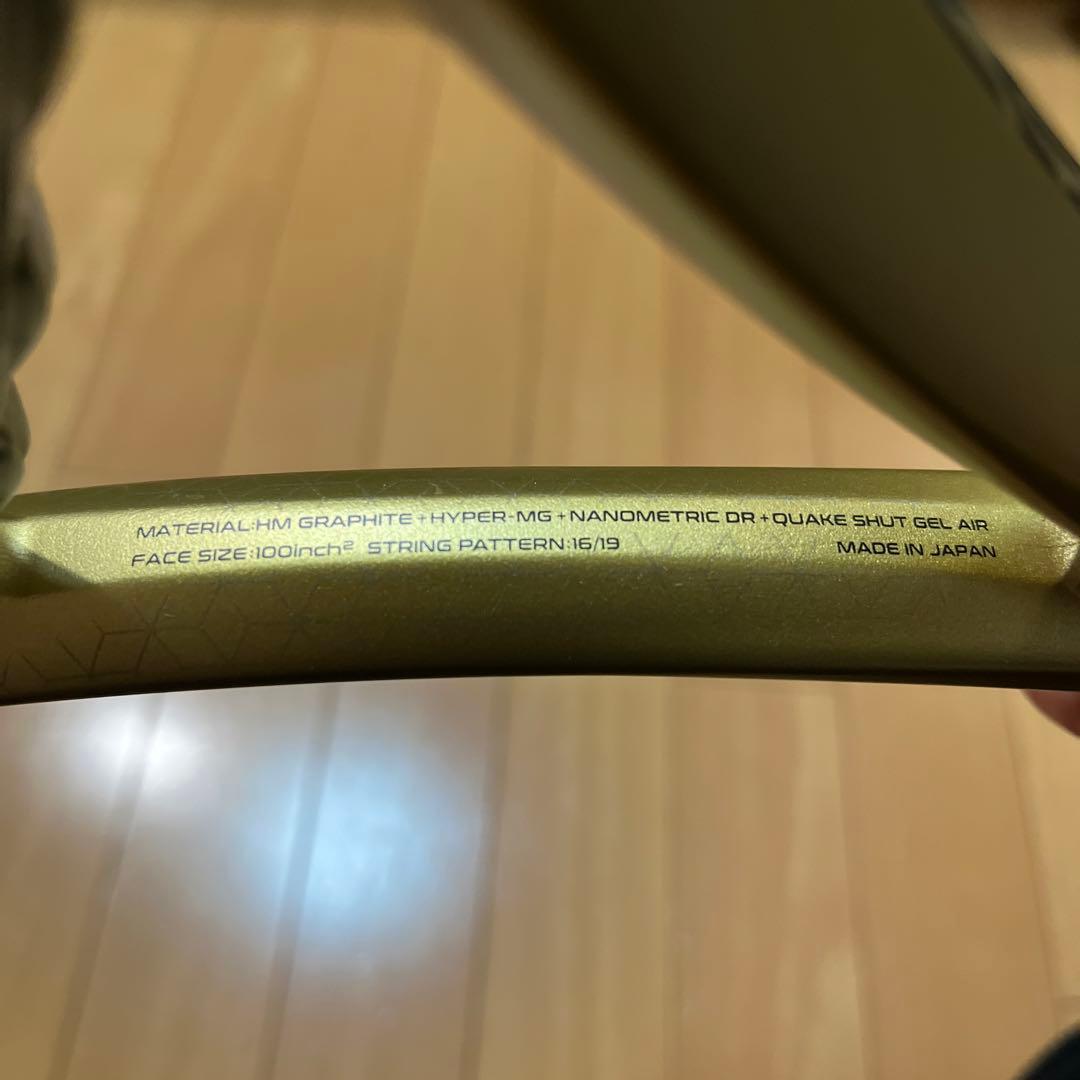 MATERIAL:HM GRAPHITE+HYPER-MG+NANOMETRIC DR+QUAKE SHUT GEL AIR
FACE SIZE:100inch² STRING PATTERN:16/19 MADE IN JAPAN